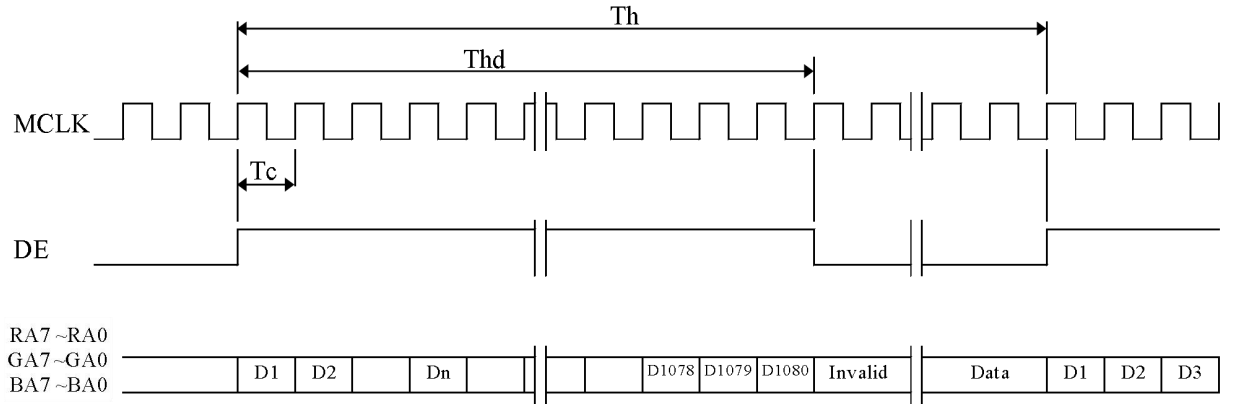 Th
Thd
MCLK
Tc
DE
RA7 ~RA0
GA7 ~GA0
BA7 ~BA0
D1 D2 Dn D1078 D1079 D1080 Invalid Data D1 D2 D3